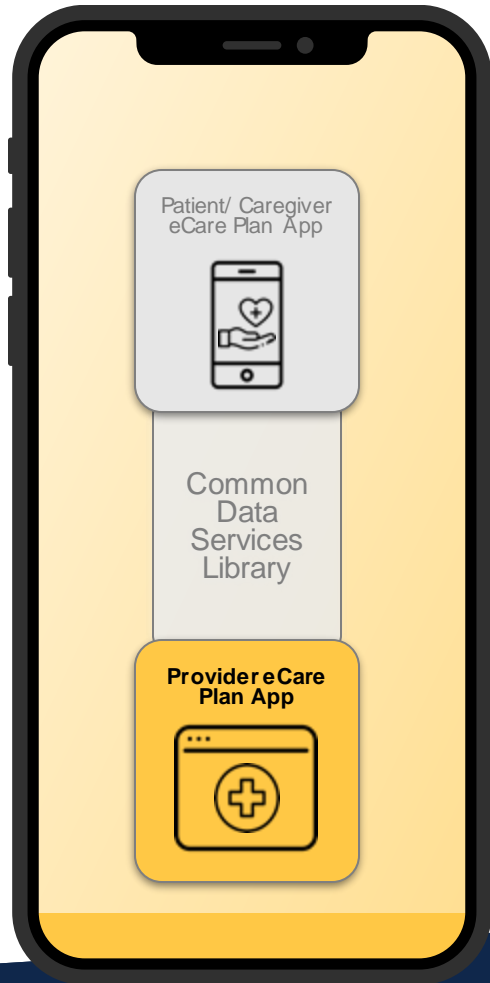 Patient/ Caregiver
eCare Plan App
Common
Data
Services
Library
Provider eCare
Plan App